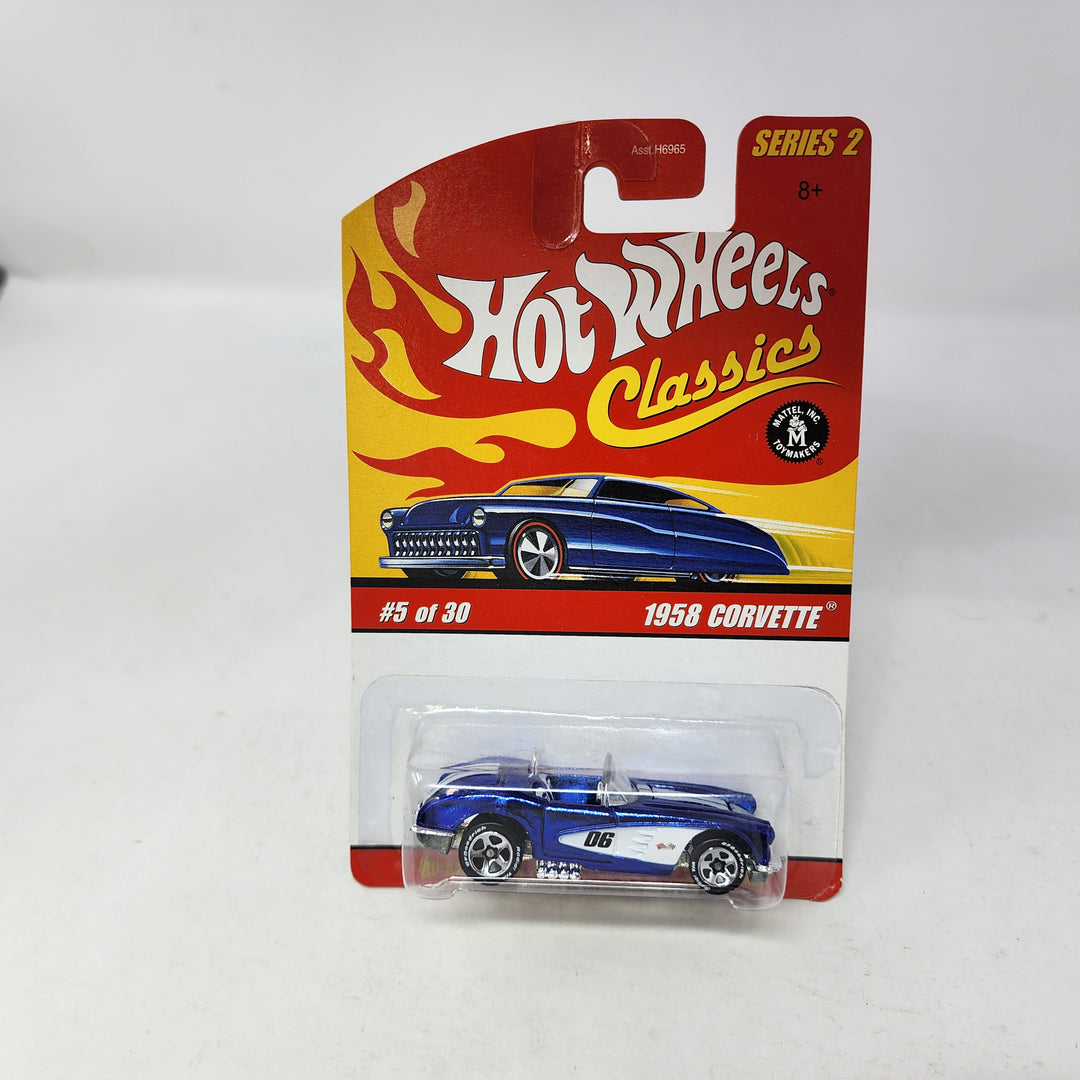 Asst.H6965
SERIES 2
8+
HOT WHEELS®
Classics
MATTEL, INC.
M
TOYMAKERS®
#5 of 30
1958 CORVETTE®
06